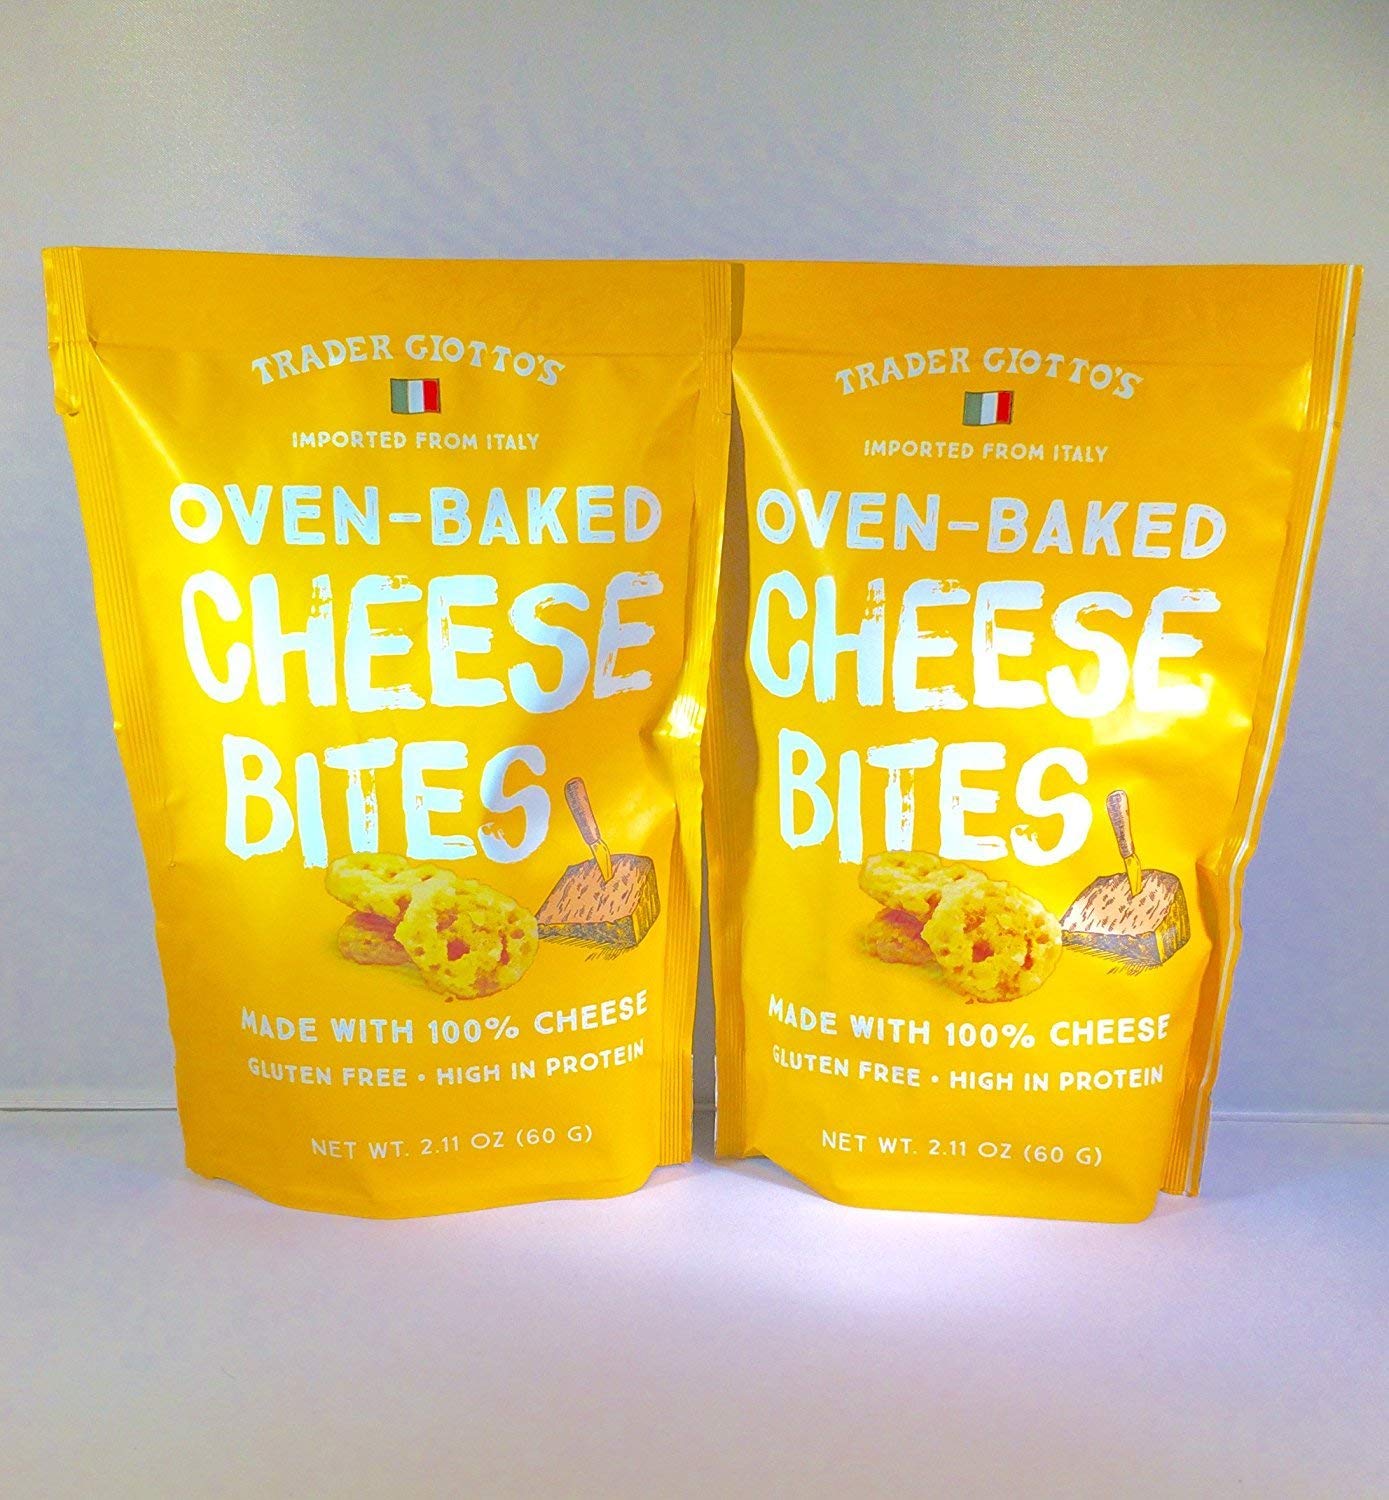 TRADER GIOTTO'S
IMPORTED FROM ITALY
OVEN-BAKED
CHEESE
BITES
MADE WITH 100% CHEESE
GLUTEN FREE • HIGH IN PROTEIN
NET WT. 2.11 OZ (60 G)
TRADER GIOTTO'S
IMPORTED FROM ITALY
OVEN-BAKED
CHEESE
BITES
MADE WITH 100% CHEESE
GLUTEN FREE • HIGH IN PROTEIN
NET WT. 2.11 OZ (60 G)